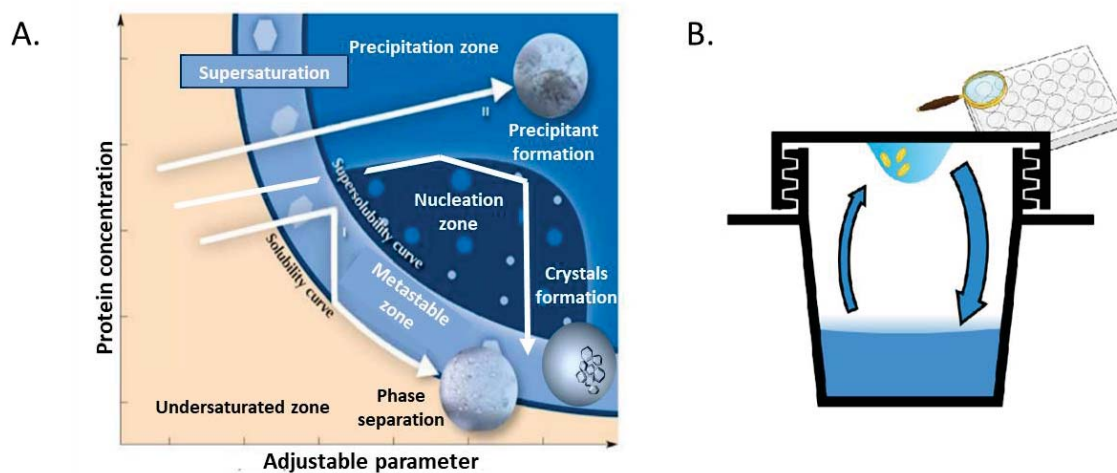 A.
B.
Precipitation zone
Supersaturation
II
Precipitant
formation
Supersolubility curve
Nucleation
zone
I
Solubility curve
Metastable
zone
Crystals
formation
Phase
separation
Undersaturated zone
Protein concentration
Adjustable parameter